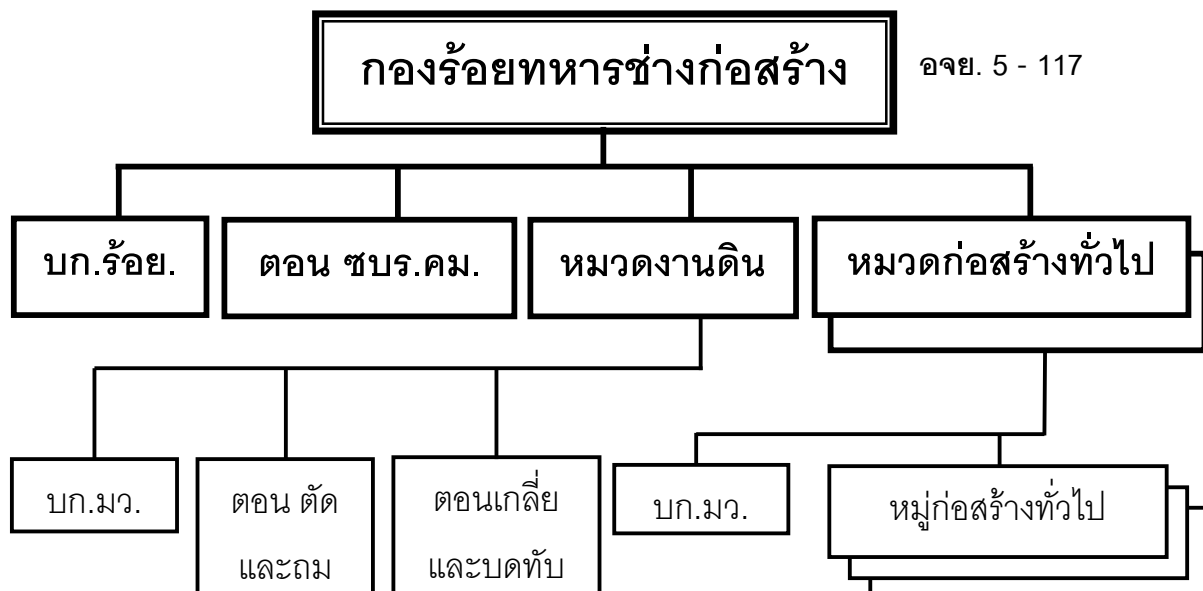 กองร้อยทหารช่างก่อสร้าง
อจย. 5 - 117
บก.ร้อย.
ตอน ซบร.คม.
หมวดงานดิน
หมวดก่อสร้างทั่วไป
บก.มว.
ตอน ตัด
และถม
ตอนเกลี่ย
และบดทับ
บก.มว.
หมู่ก่อสร้างทั่วไป